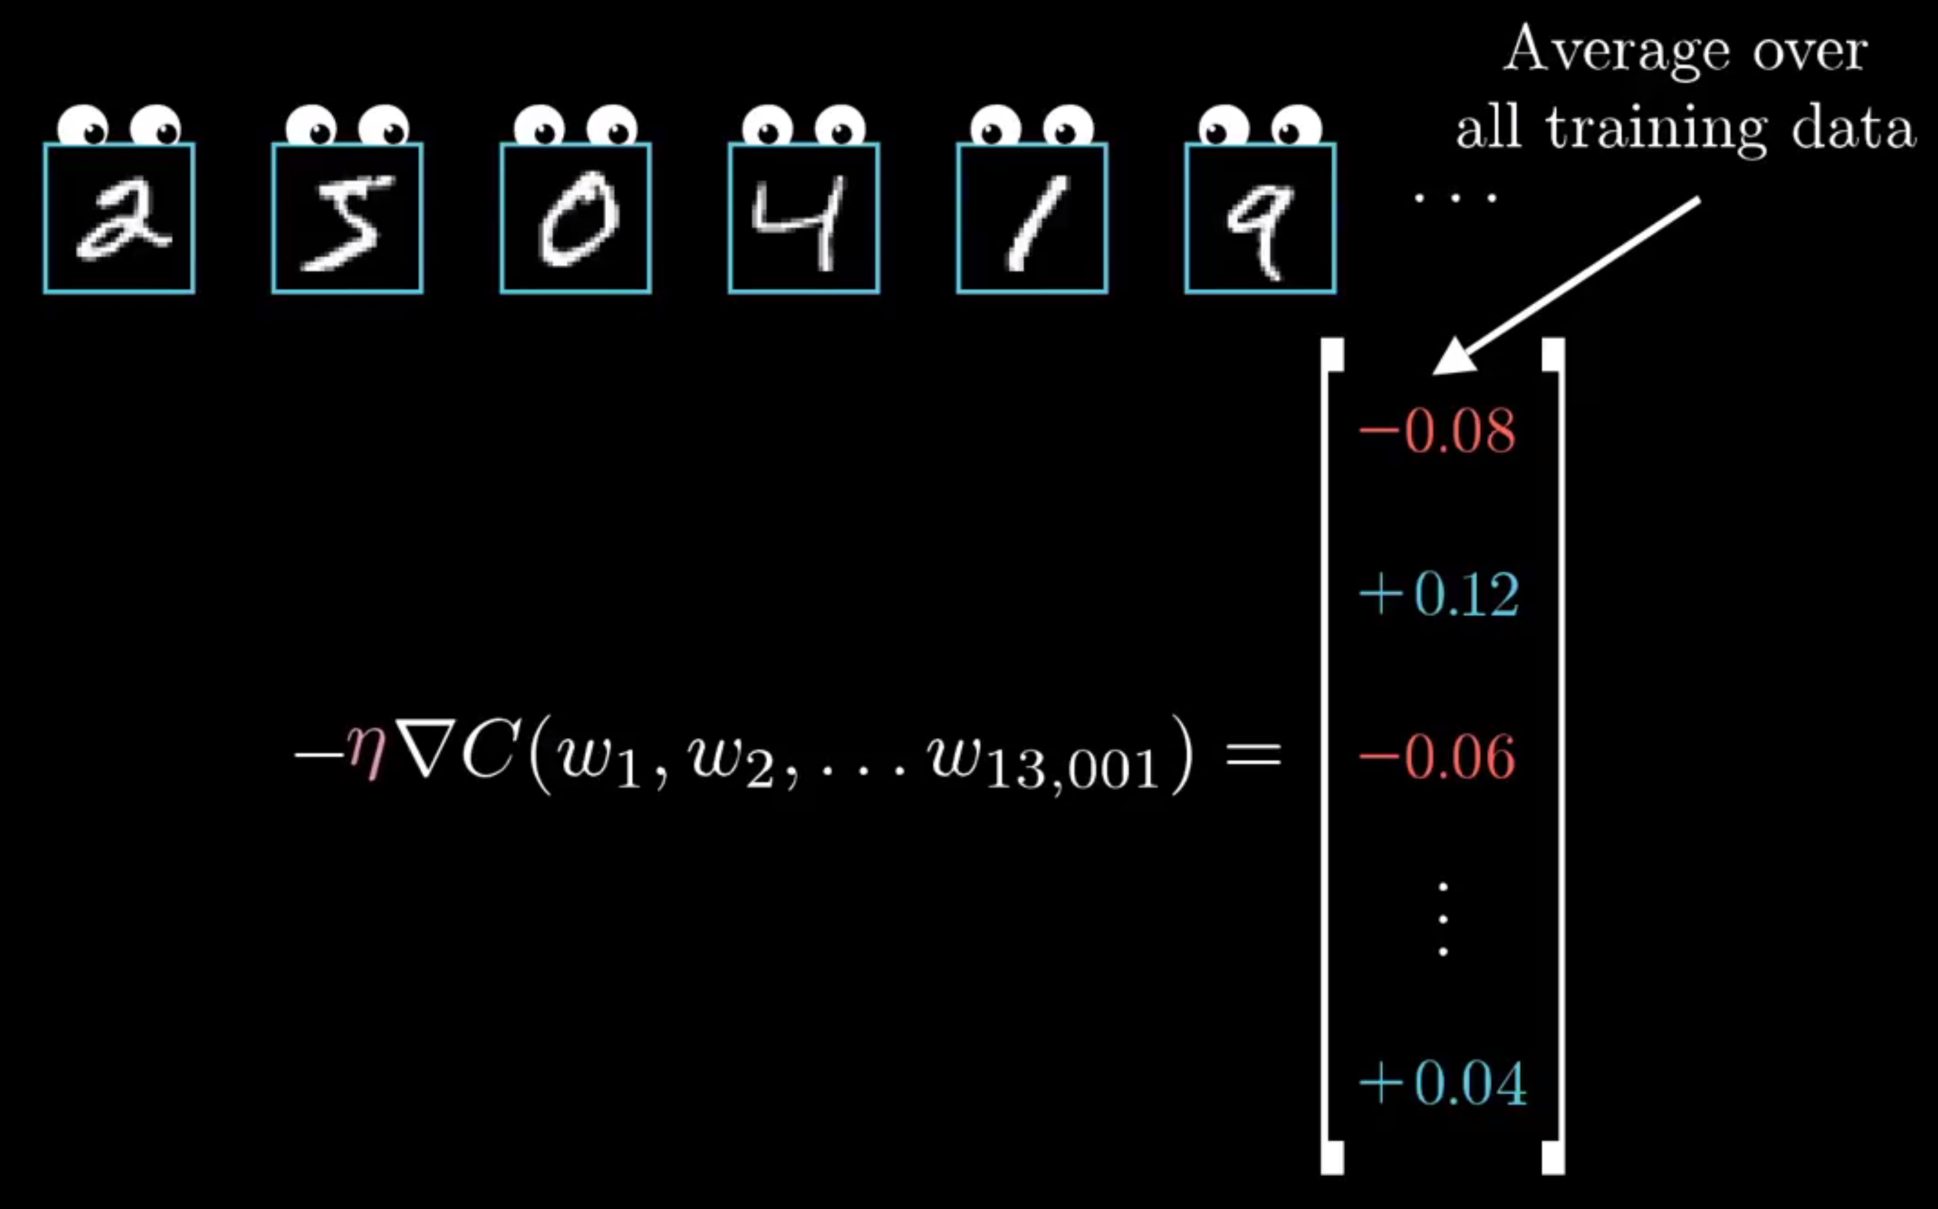 Average over
all training data
2 5 0 4 1 9 ...
−0.08
+0.12
−η∇C(w₁, w₂, … w₁₃,₀₀₁) =
−0.06
⋮
+0.04